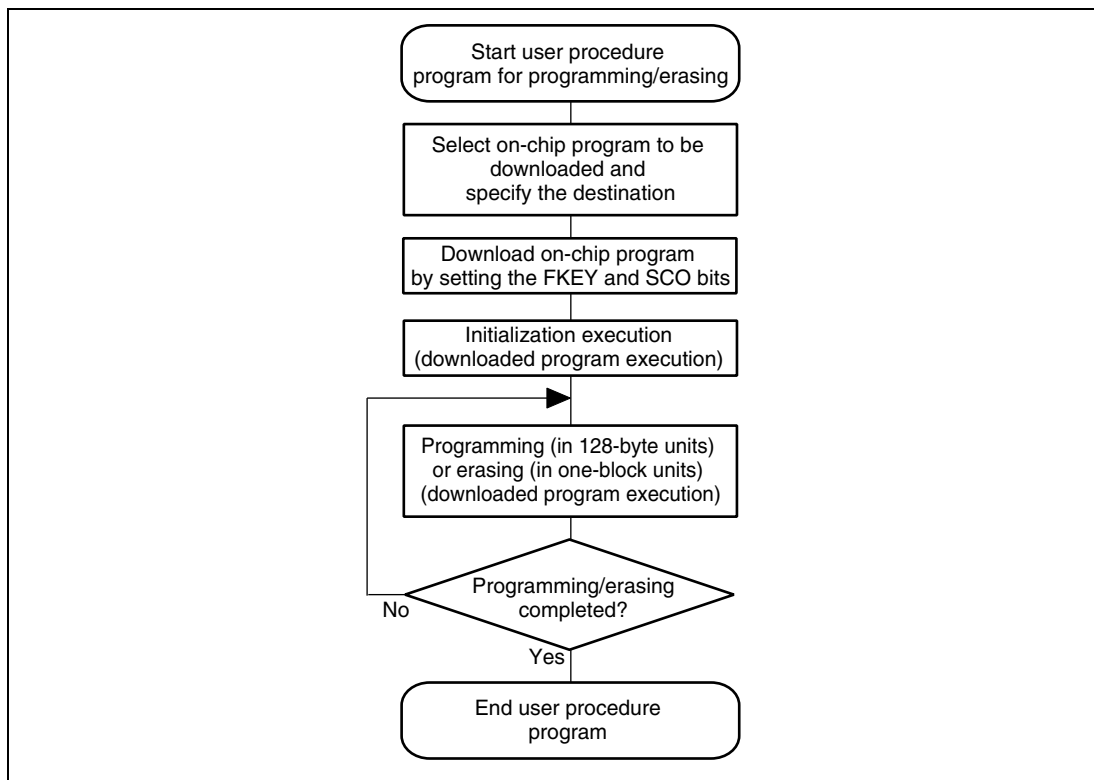 Start user procedure
program for programming/erasing
Select on-chip program to be
downloaded and
specify the destination
Download on-chip program
by setting the FKEY and SCO bits
Initialization execution
(downloaded program execution)
Programming (in 128-byte units)
or erasing (in one-block units)
(downloaded program execution)
Programming/erasing
completed?
No
Yes
End user procedure
program